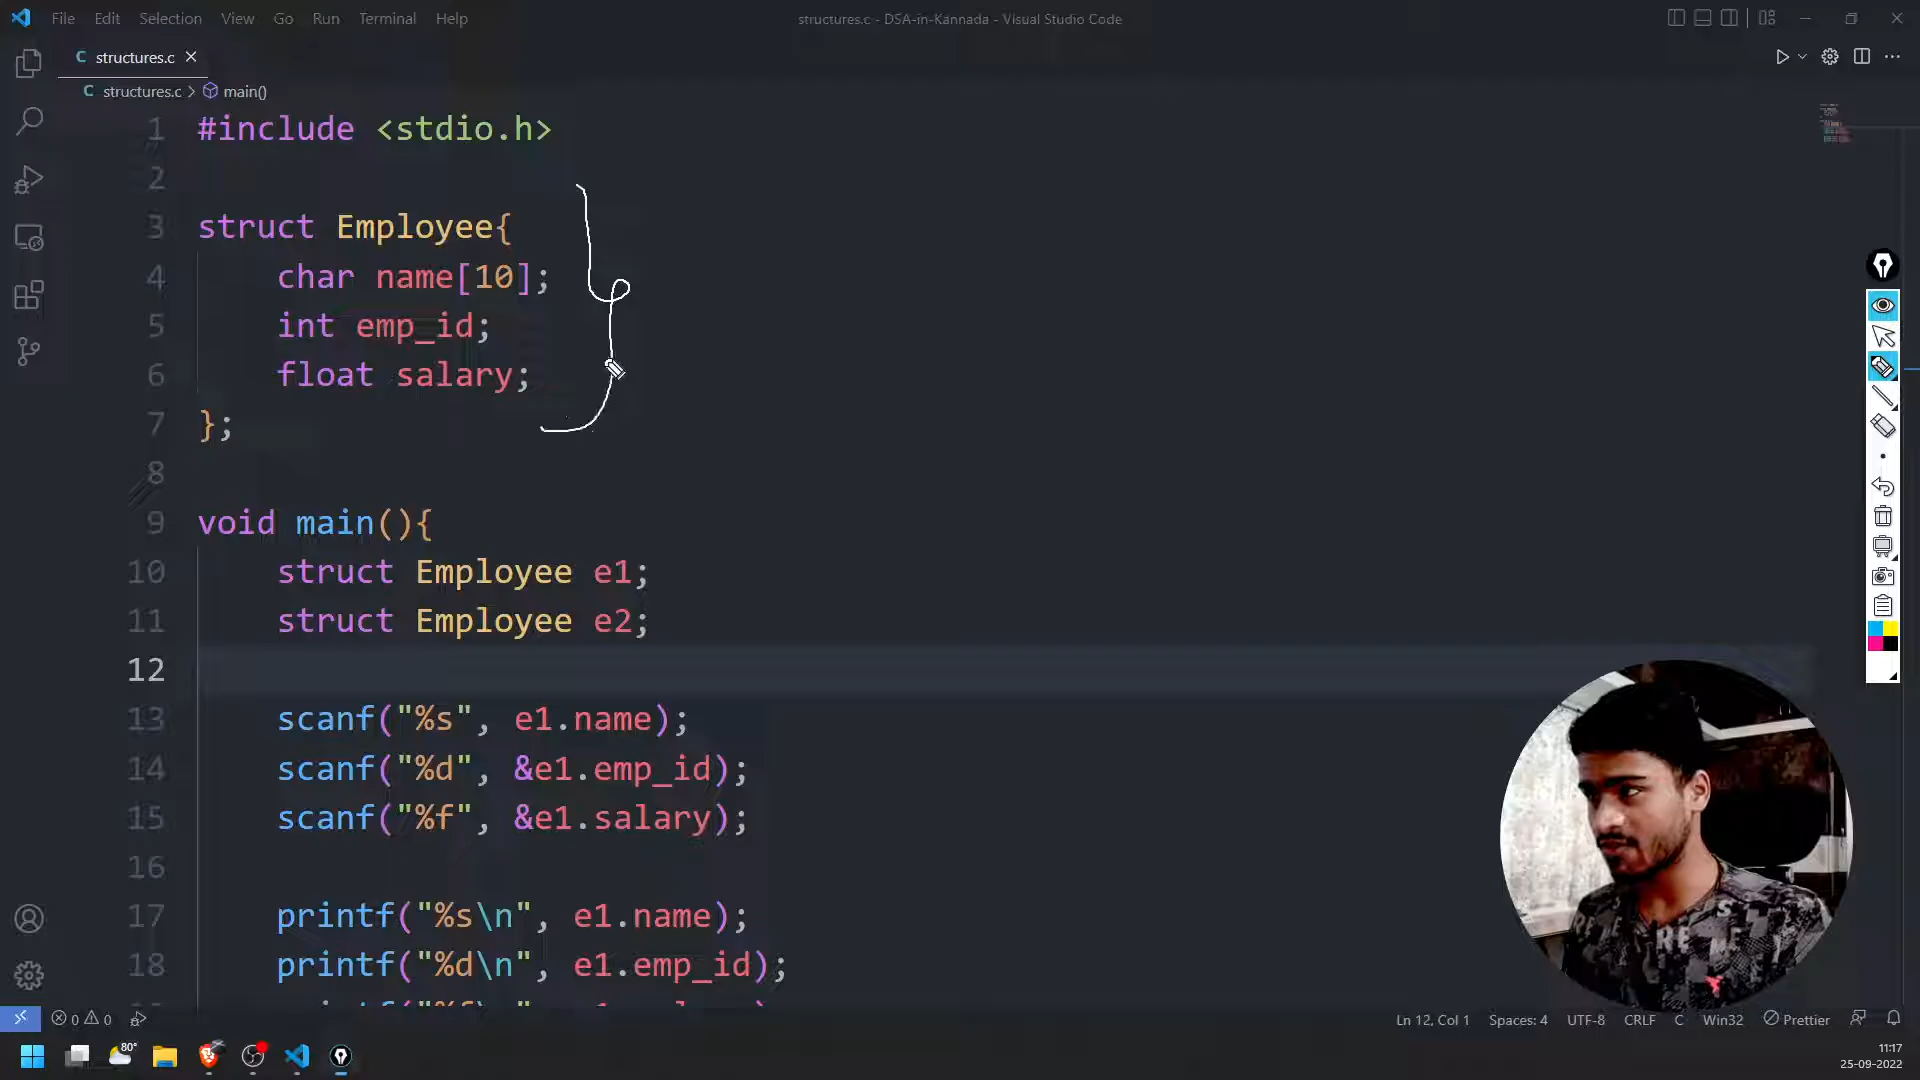 File Edit Selection View Go Run Terminal Help
structures.c - DSA-in-Kannada - Visual Studio Code
C structures.c
C structures.c > main()
1 #include <stdio.h>
2
3 struct Employee{
4 char name[10];
5 int emp_id;
6 float salary;
7 };
8
9 void main(){
10 struct Employee e1;
11 struct Employee e2;
12
13 scanf("%s", e1.name);
14 scanf("%d", &e1.emp_id);
15 scanf("%f", &e1.salary);
16
17 printf("%s\n", e1.name);
18 printf("%d\n", e1.emp_id);
0 0
Ln 12, Col 1 Spaces: 4 UTF-8 CRLF C Win32 Prettier
80°
11:17
25-09-2022